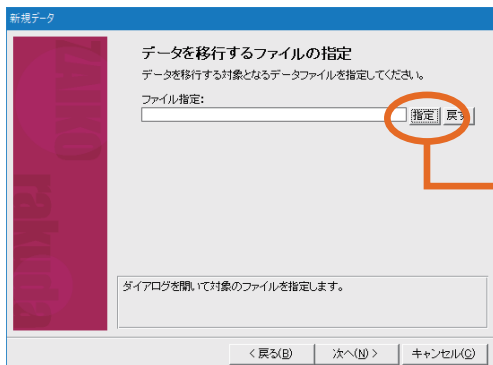 新規データ
データを移行するファイルの指定
データを移行する対象となるデータファイルを指定してください。
ファイル指定:
指定 戻す
ZAIKO
rakuda
ダイアログを開いて対象のファイルを指定します。
< 戻る(B) 次へ(N) > キャンセル(C)